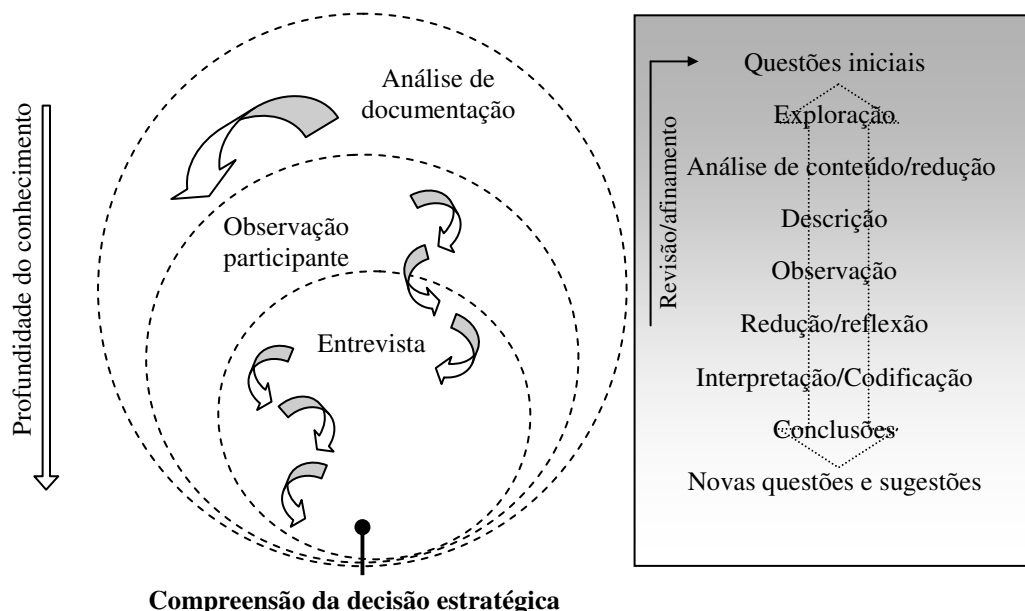 Profundidade do conhecimento
Análise de
documentação
Observação
participante
Entrevista
Compreensão da decisão estratégica
Revisão/afinamento
Questões iniciais
Exploração
Análise de conteúdo/redução
Descrição
Observação
Redução/reflexão
Interpretação/Codificação
Conclusões
Novas questões e sugestões